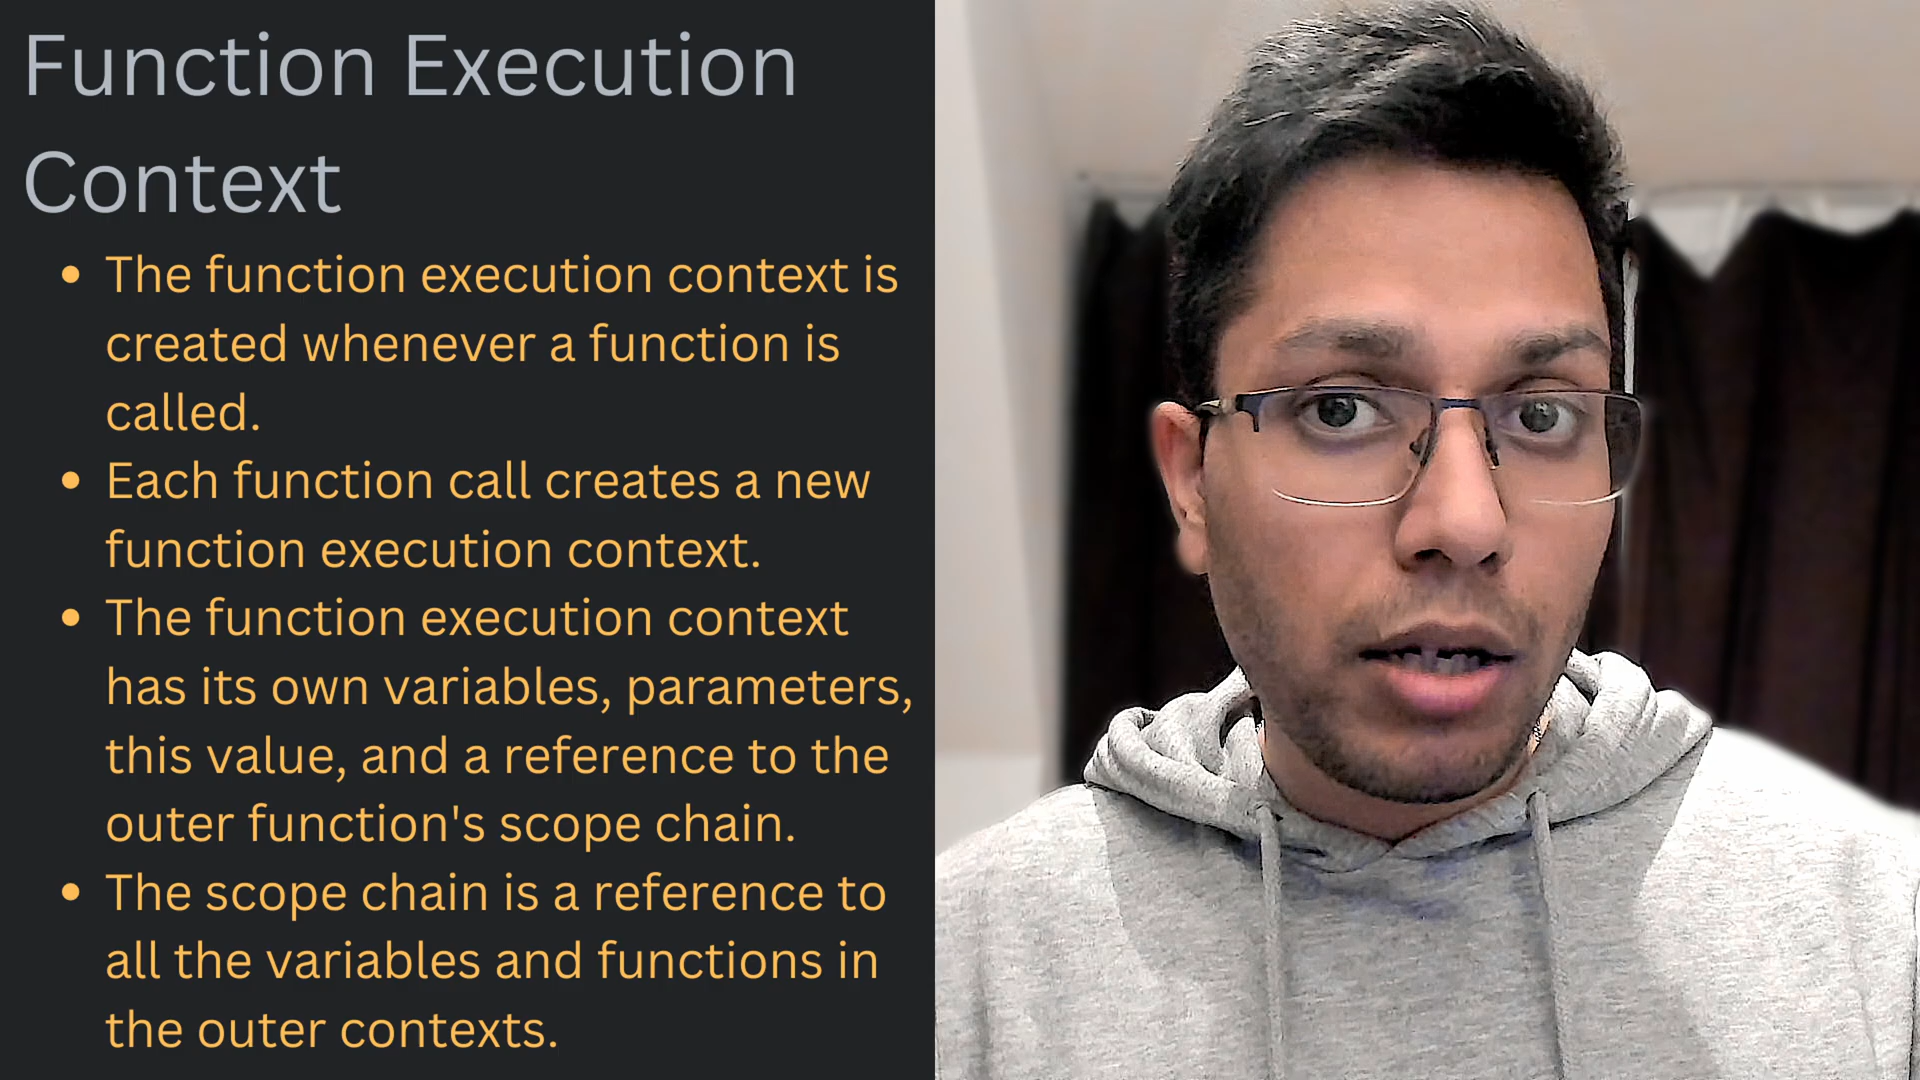 Function Execution
Context
• The function execution context is
created whenever a function is
called.
• Each function call creates a new
function execution context.
• The function execution context
has its own variables, parameters,
this value, and a reference to the
outer function's scope chain.
• The scope chain is a reference to
all the variables and functions in
the outer contexts.